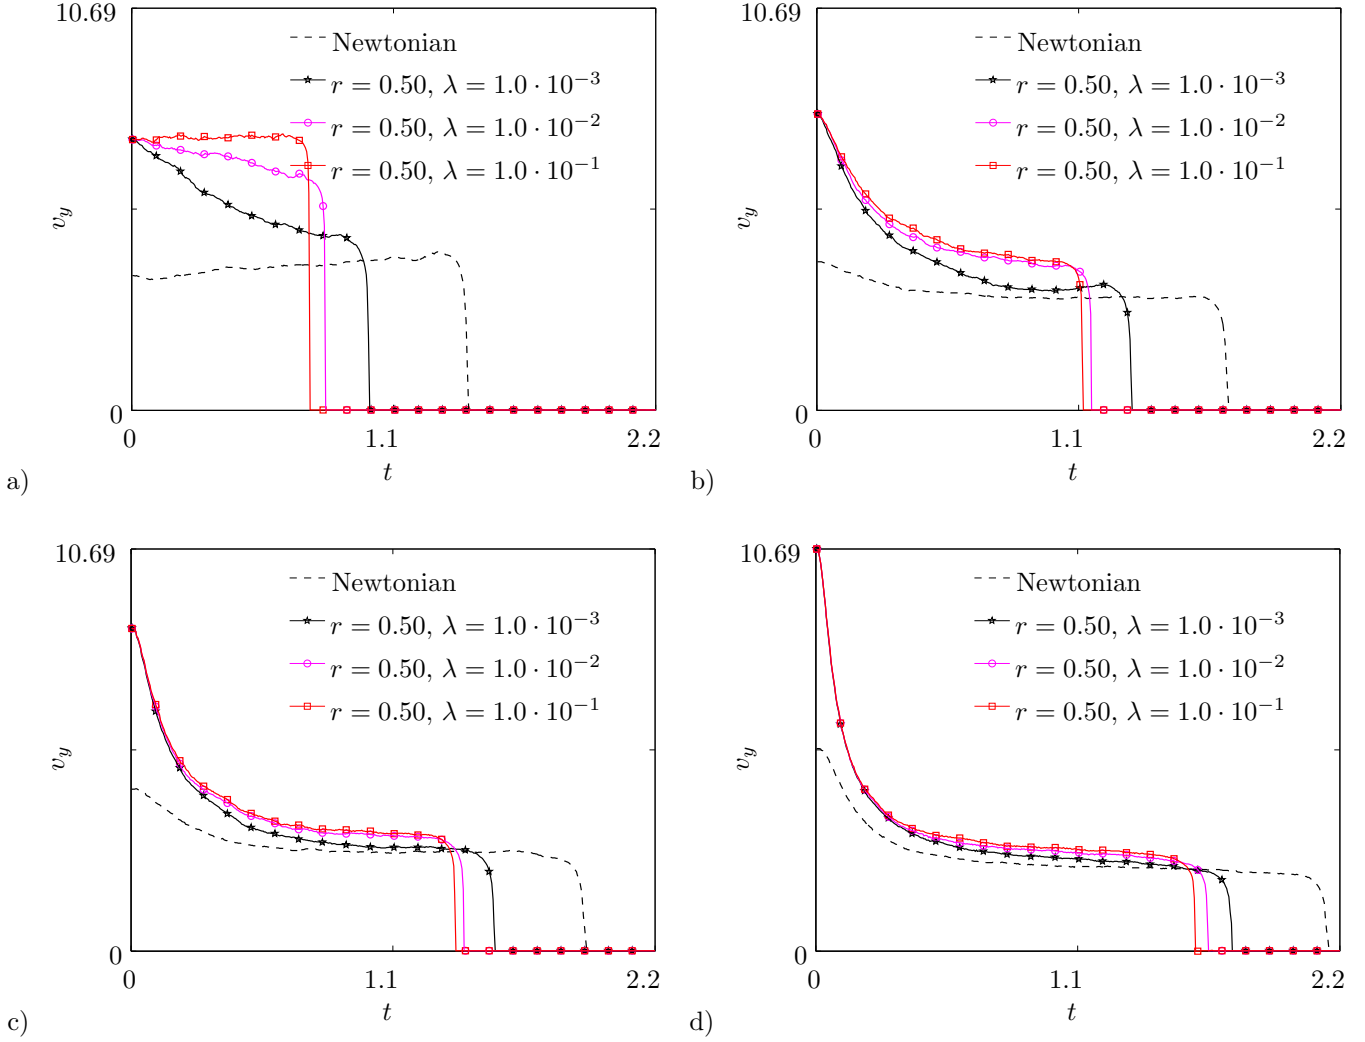 10.69
Newtonian
r = 0.50, λ = 1.0 · 10⁻³
r = 0.50, λ = 1.0 · 10⁻²
r = 0.50, λ = 1.0 · 10⁻¹
v_y
0
0 1.1 2.2
t
a)
10.69
Newtonian
r = 0.50, λ = 1.0 · 10⁻³
r = 0.50, λ = 1.0 · 10⁻²
r = 0.50, λ = 1.0 · 10⁻¹
v_y
0
0 1.1 2.2
t
b)
10.69
Newtonian
r = 0.50, λ = 1.0 · 10⁻³
r = 0.50, λ = 1.0 · 10⁻²
r = 0.50, λ = 1.0 · 10⁻¹
v_y
0
0 1.1 2.2
t
c)
10.69
Newtonian
r = 0.50, λ = 1.0 · 10⁻³
r = 0.50, λ = 1.0 · 10⁻²
r = 0.50, λ = 1.0 · 10⁻¹
v_y
0
0 1.1 2.2
t
d)